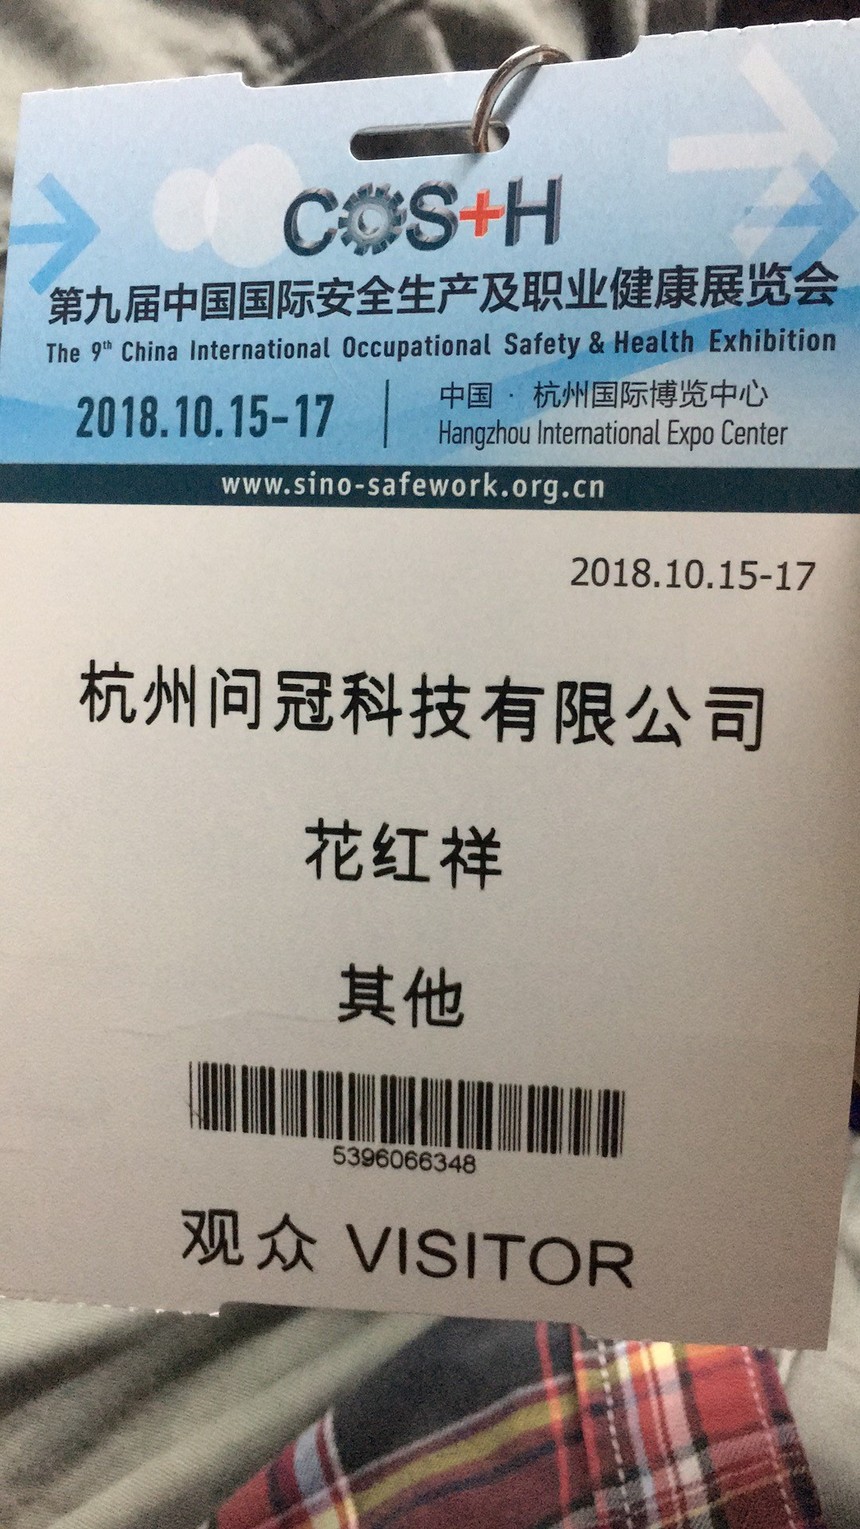 COS+H
第九届中国国际安全生产及职业健康展览会
The 9th China International Occupational Safety & Health Exhibition
2018.10.15-17
中国 · 杭州国际博览中心
Hangzhou International Expo Center
www.sino-safework.org.cn
2018.10.15-17
杭州问冠科技有限公司
花红祥
其他
5396066348
观众 VISITOR